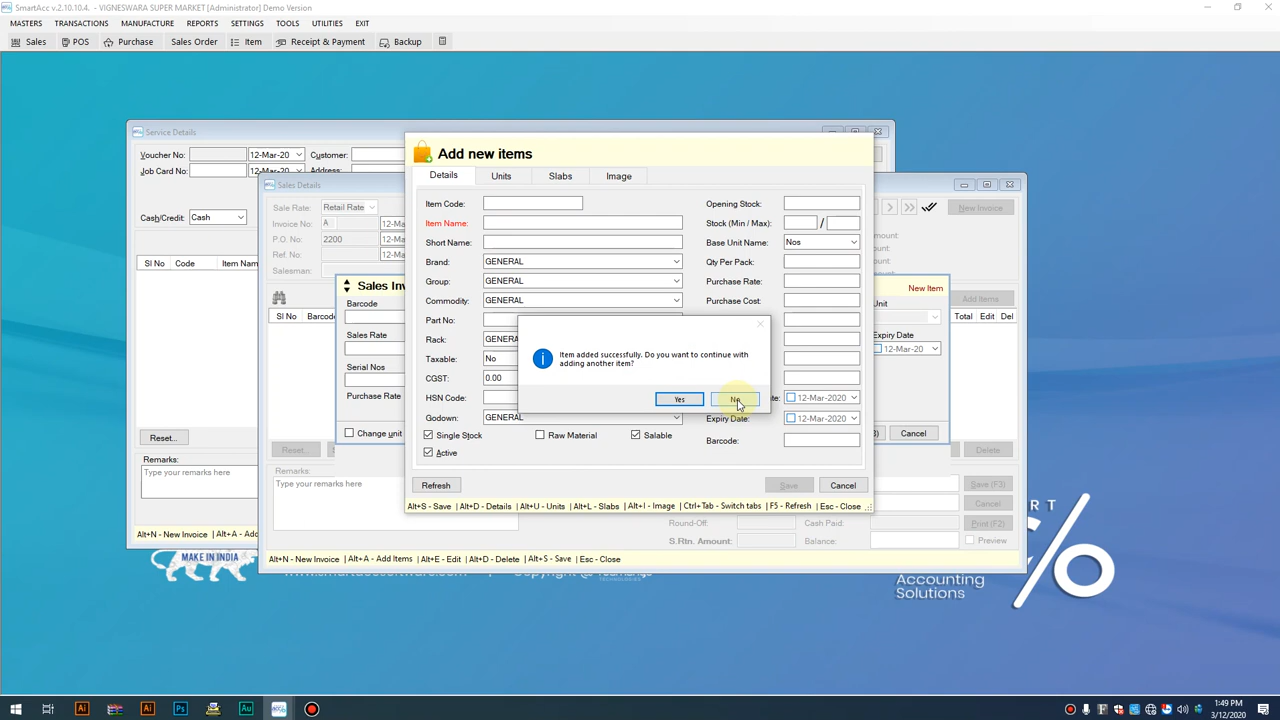 SmartAcc v.2.10.10.4. - VIGNESWARA SUPER MARKET [Administrator] Demo Version
MASTERS TRANSACTIONS MANUFACTURE REPORTS SETTINGS TOOLS UTILITIES EXIT
Sales POS Purchase Sales Order Item Receipt & Payment Backup
Service Details
Voucher No: 12-Mar-20 Customer:
Job Card No: 12-Mar-20 Address:
Cash/Credit: Cash
Sl No Code Item Nam
Reset...
Remarks:
Type your remarks here
Alt+N - New Invoice | Alt+A - Add
Sales Details
Sale Rate: Retail Rate
Invoice No: A 12-Ma
P.O. No: 2200 12-Ma
Ref. No: 12-Ma
Salesman:
New Invoice
Sl No Barcod
Add Items
Total Edit Del
Reset..
Delete
Remarks:
Type your remarks here
Save (F3)
Cancel
Round-Off: Cash Paid: Print (F2)
S.Rtn. Amount: Balance: Preview
Alt+N - New Invoice | Alt+A - Add Items | Alt+E - Edit | Alt+D - Delete | Alt+S - Save | Esc - Close
Sales Inv
New Item
Barcode
Unit
Sales Rate
Expiry Date
12-Mar-20
Serial Nos
Purchase Rate
Change unit
Cancel
Add new items
Details Units Slabs Image
Item Code: Opening Stock:
Item Name: Stock (Min / Max): /
Short Name: Base Unit Name: Nos
Brand: GENERAL Qty Per Pack:
Group: GENERAL Purchase Rate:
Commodity: GENERAL Purchase Cost:
Part No:
Rack: GENER
Taxable: No
CGST: 0.00
HSN Code: 12-Mar-2020
Godown: GENERAL Expiry Date: 12-Mar-2020
Single Stock Raw Material Salable Barcode:
Active
Refresh Save Cancel
Alt+S - Save | Alt+D - Details | Alt+U - Units | Alt+L - Slabs | Alt+I - Image | Ctrl+Tab - Switch tabs | F5 - Refresh | Esc - Close
Item added successfully. Do you want to continue with
adding another item?
Yes No
MAKE IN INDIA
Accounting
Solutions
1:49 PM
3/12/2020